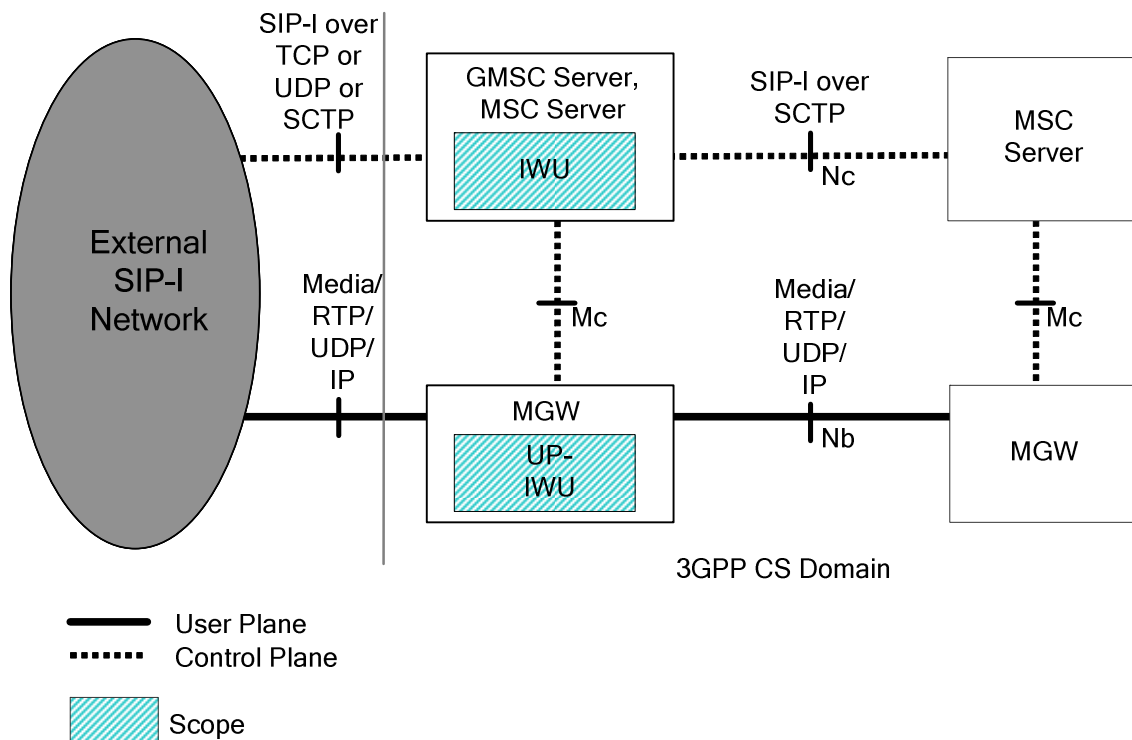 SIP-I over
TCP or
UDP or
SCTP
GMSC Server,
MSC Server
IWU
SIP-I over
SCTP
Nc
MSC
Server
External
SIP-I
Network
Media/
RTP/
UDP/
IP
Mc
Media/
RTP/
UDP/
IP
Mc
MGW
UP-
IWU
Nb
MGW
3GPP CS Domain
User Plane
Control Plane
Scope